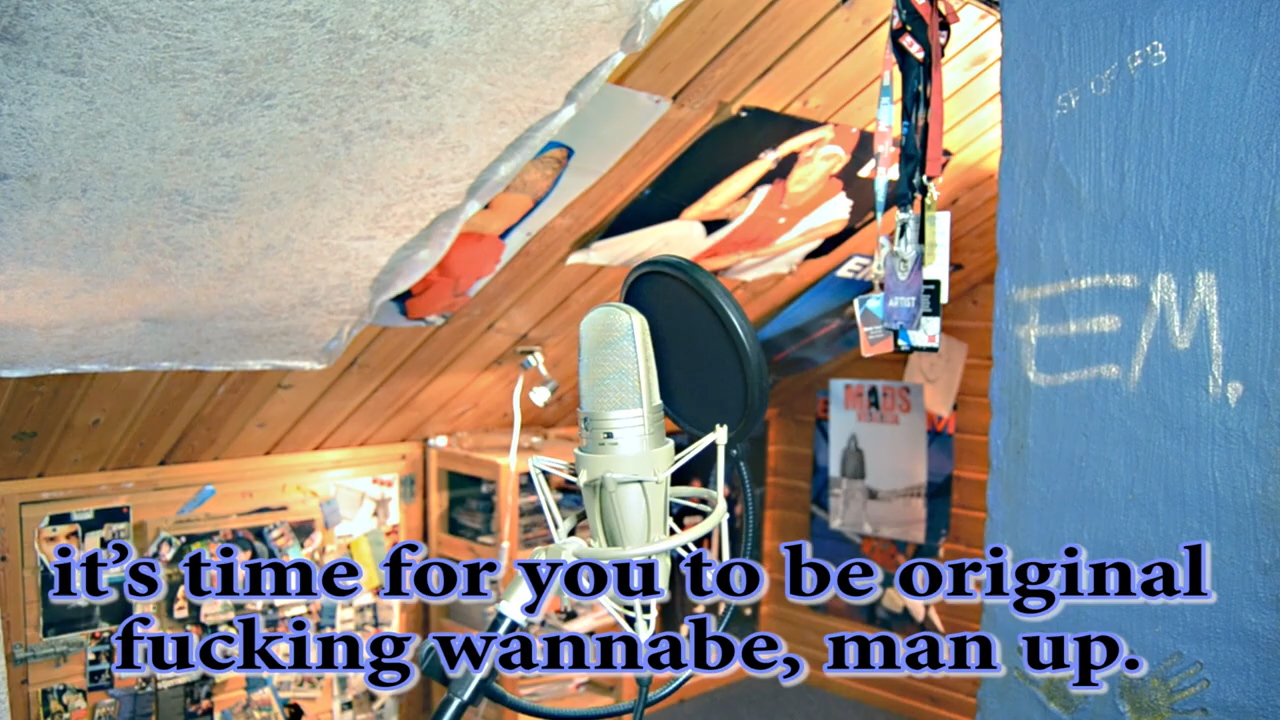 EM.
ARTIST
MADS
it's time for you to be original
fucking wannabe, man up.